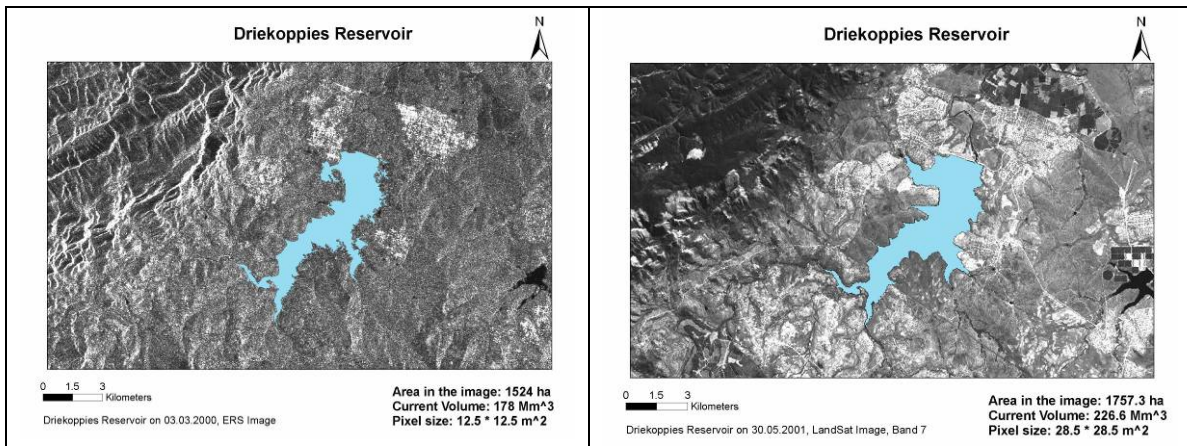 N
Driekoppies Reservoir
0 1.5 3
Kilometers
Driekoppies Reservoir on 03.03.2000, ERS Image
Area in the image: 1524 ha
Current Volume: 178 Mm^3
Pixel size: 12.5 * 12.5 m^2
N
Driekoppies Reservoir
0 1.5 3
Kilometers
Driekoppies Reservoir on 30.05.2001, LandSat Image, Band 7
Area in the image: 1757.3 ha
Current Volume: 226.6 Mm^3
Pixel size: 28.5 * 28.5 m^2